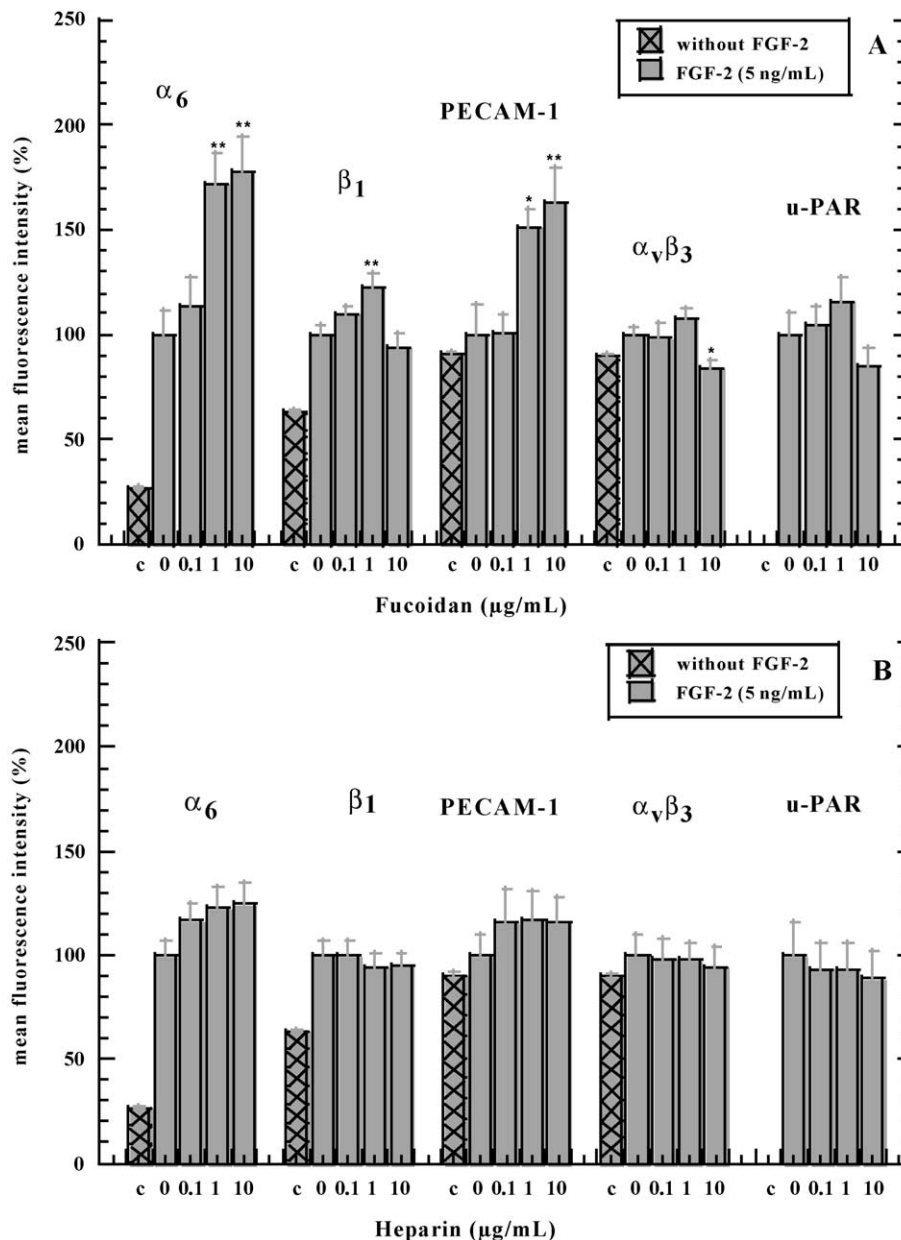 250
200
150
100
50
0
mean fluorescence intensity (%)
without FGF-2
FGF-2 (5 ng/mL)
A
α6
β1
PECAM-1
αvβ3
u-PAR
** **
**
* **
*
c 0 0.1 1 10 c 0 0.1 1 10 c 0 0.1 1 10 c 0 0.1 1 10 c 0 0.1 1 10
Fucoidan (µg/mL)
250
200
150
100
50
0
mean fluorescence intensity (%)
without FGF-2
FGF-2 (5 ng/mL)
B
α6
β1
PECAM-1
αvβ3
u-PAR
c 0 0.1 1 10 c 0 0.1 1 10 c 0 0.1 1 10 c 0 0.1 1 10 c 0 0.1 1 10
Heparin (µg/mL)